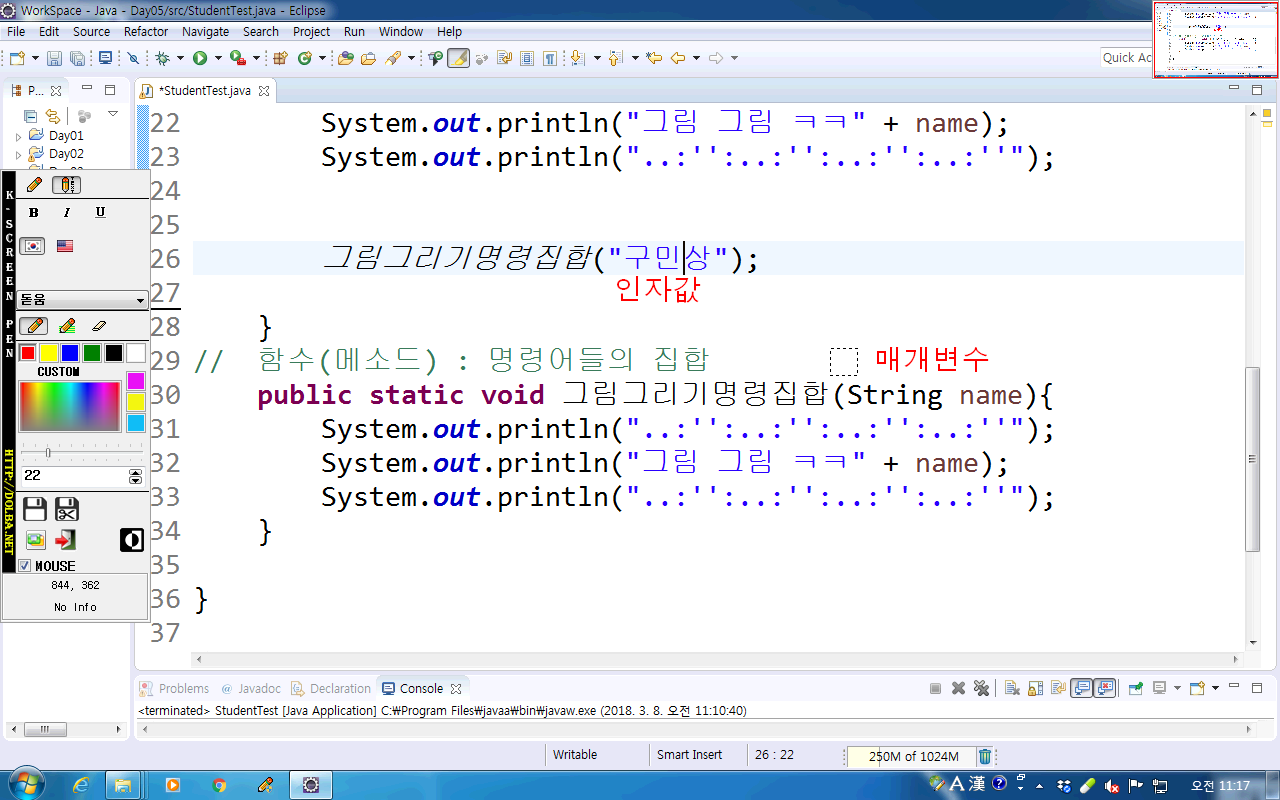 WorkSpace - Java - Day05/src/StudentTest.java - Eclipse
File Edit Source Refactor Navigate Search Project Run Window Help
Quick Ac
P...
*StudentTest.java
Day01
Day02
22 System.out.println("그림 그림 ㅋㅋ" + name);
23 System.out.println("..:'':..:'':..:'':..:''");
24
25
26 그림그리기명령집합("구민상");
27 인자값
28 }
29 // 함수(메소드) : 명령어들의 집합 매개변수
30 public static void 그림그리기명령집합(String name){
31 System.out.println("..:'':..:'':..:'':..:''");
32 System.out.println("그림 그림 ㅋㅋ" + name);
33 System.out.println("..:'':..:'':..:'':..:''");
34 }
35
36 }
37
K-SCREEN PEN
HTTP://DOLBA.NET
B I U
돋움
CUSTOM
22
MOUSE
844, 362
No Info
Problems @ Javadoc Declaration Console
<terminated> StudentTest [Java Application] C:₩Program Files₩javaa₩bin₩javaw.exe (2018. 3. 8. 오전 11:10:40)
Writable Smart Insert 26 : 22 250M of 1024M
A 漢 오전 11:17